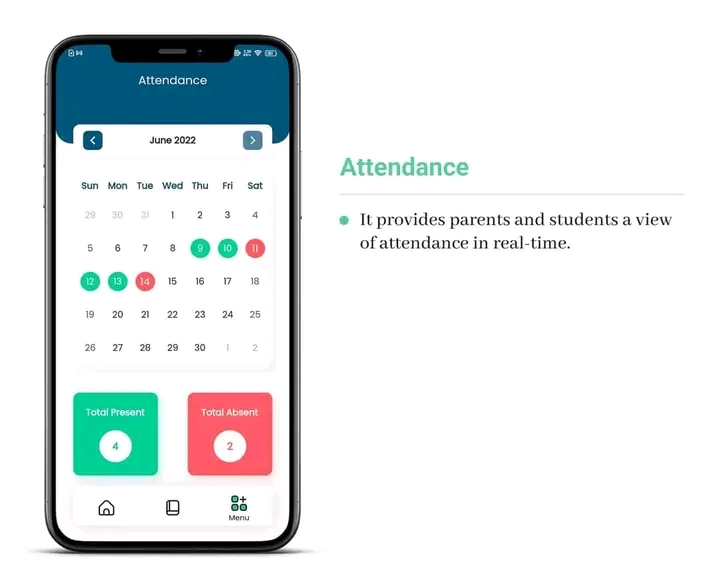 Attendance
June 2022
Sun Mon Tue Wed Thu Fri Sat
29 30 31 1 2 3 4
5 6 7 8 9 10 11
12 13 14 15 16 17 18
19 20 21 22 23 24 25
26 27 28 29 30 1 2
Total Present Total Absent
4 2
Menu
Attendance
It provides parents and students a view
of attendance in real-time.